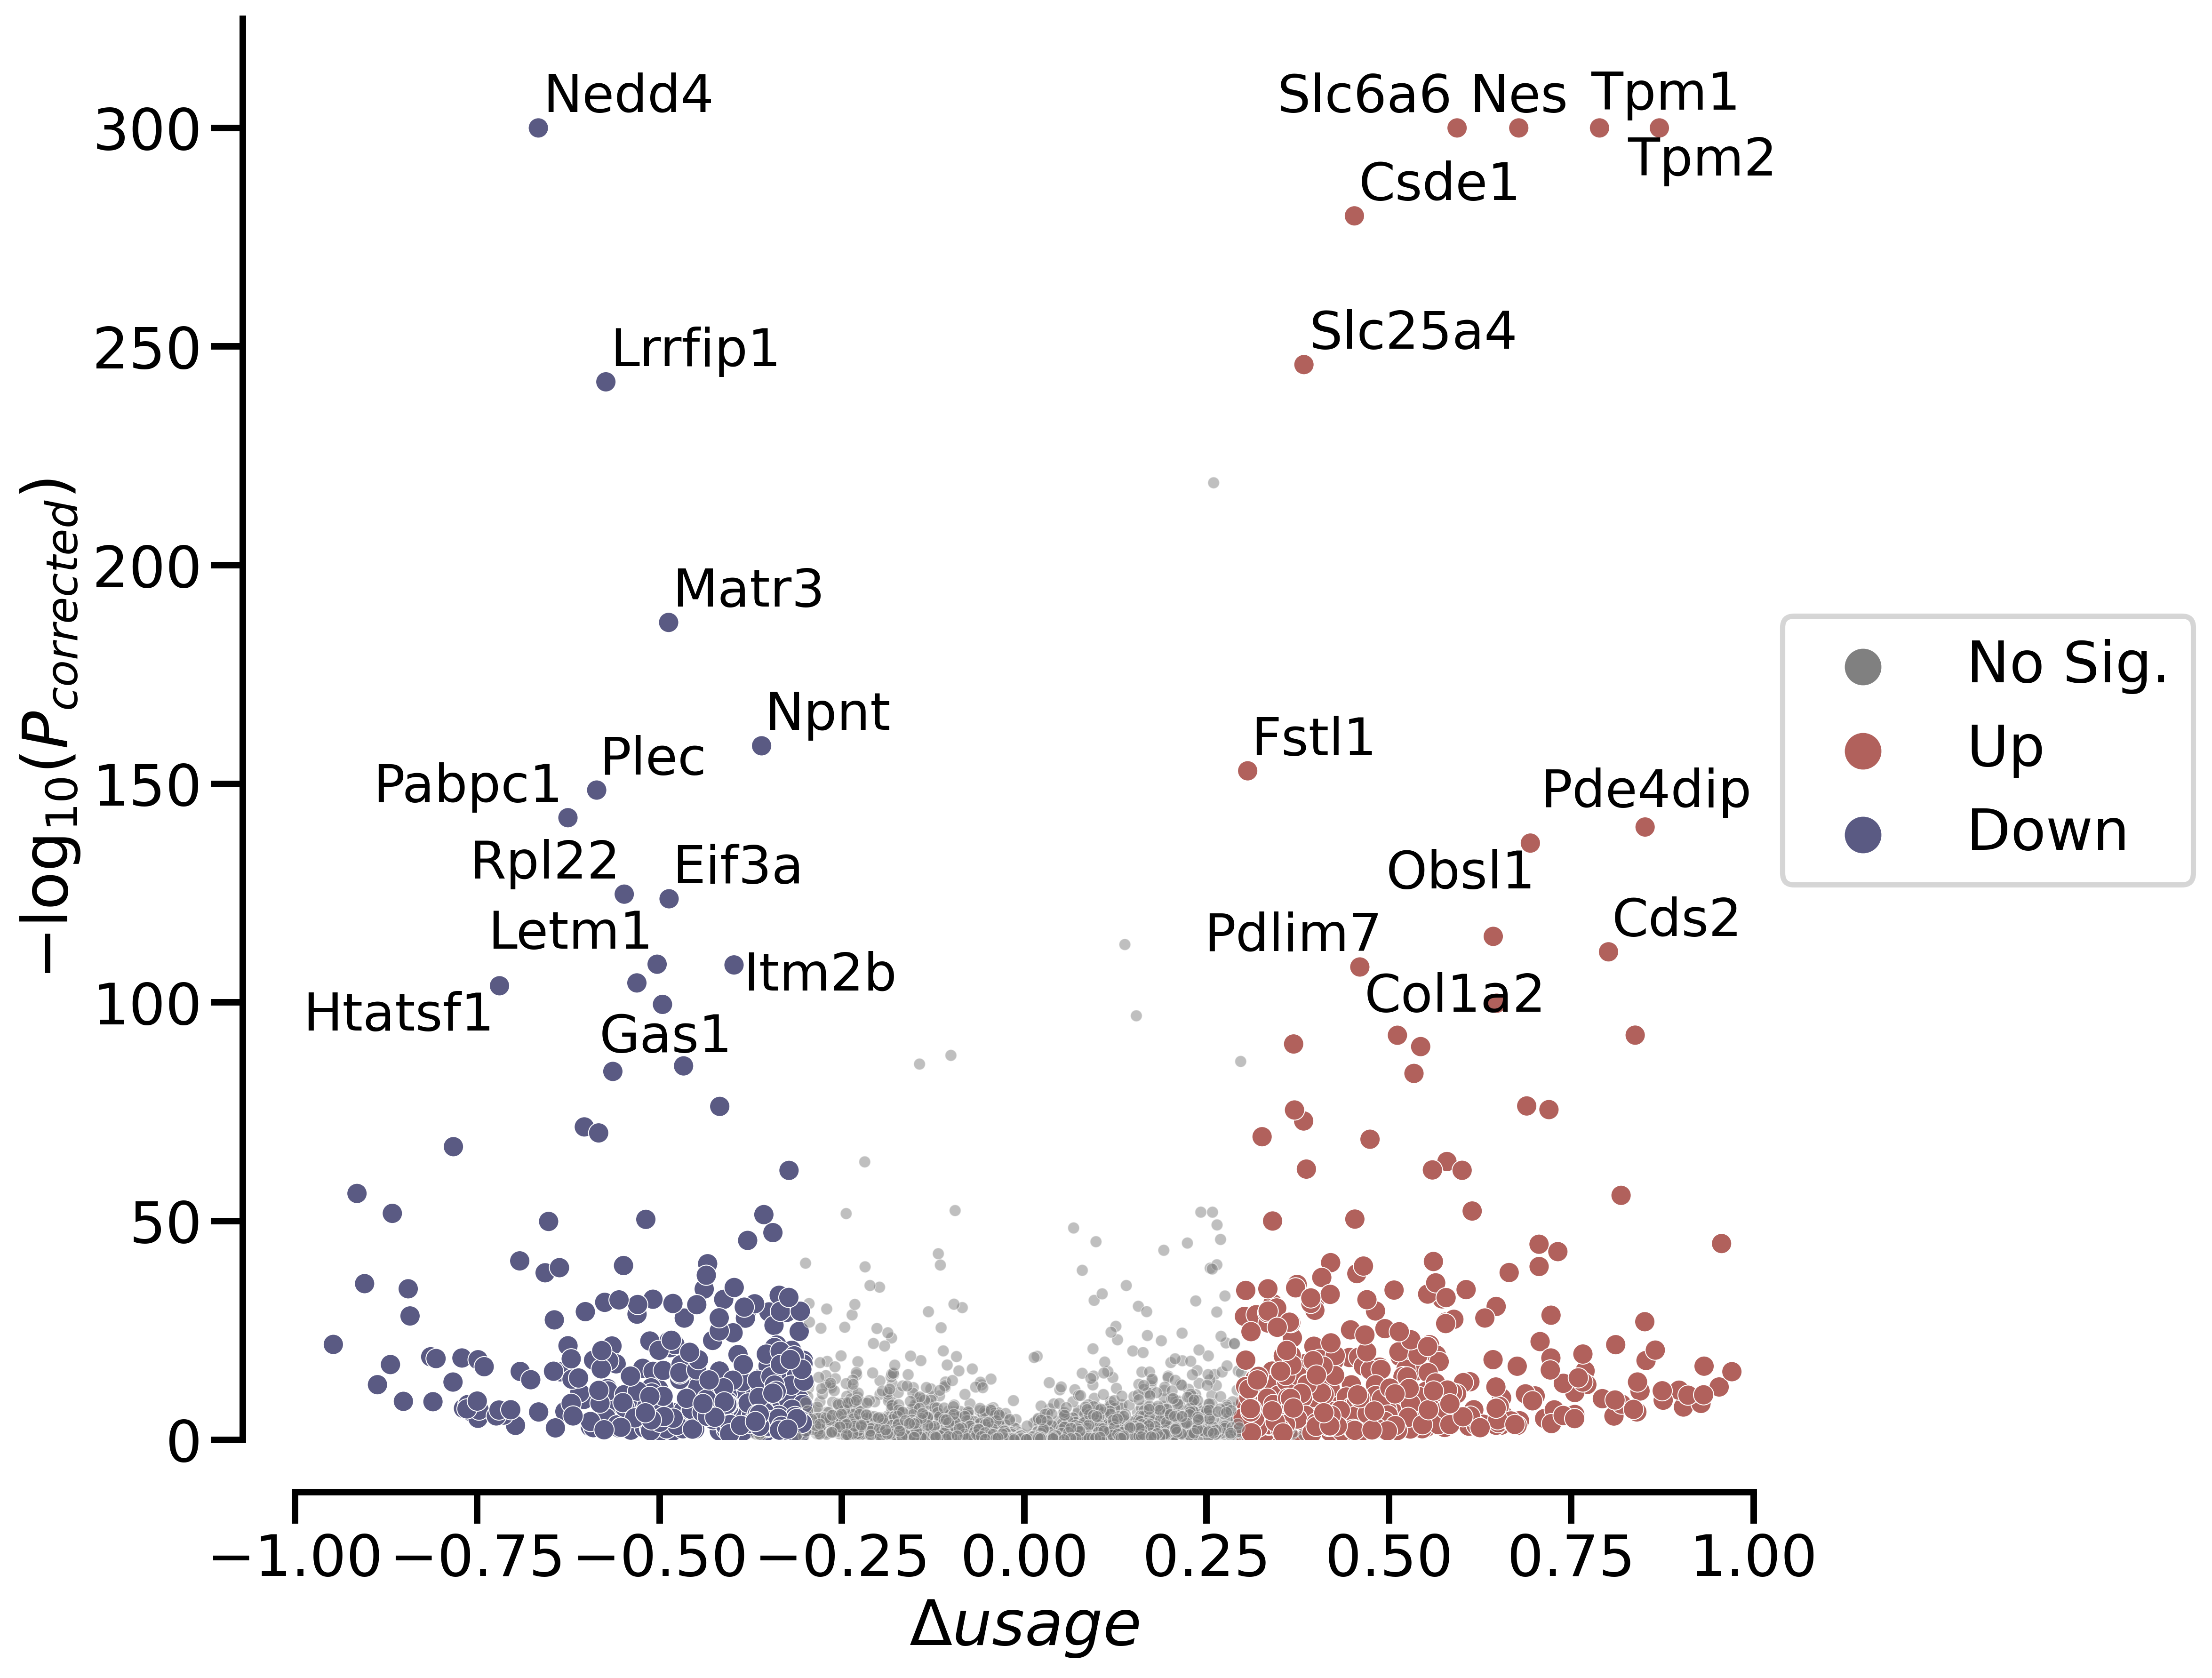 Nedd4
Slc6a6 Nes Tpm1
Tpm2
Csde1
Slc25a4
Lrrfip1
Matr3
Npnt
Plec
Pabpc1
Fstl1
Pde4dip
Rpl22
Eif3a
Obsl1
Letm1
Pdlim7
Cds2
Itm2b
Htatsf1
Col1a2
Gas1
300
250
200
150
100
50
0
−log10(Pcorrected)
No Sig.
Up
Down
−1.00 −0.75 −0.50 −0.25 0.00 0.25 0.50 0.75 1.00
Δusage